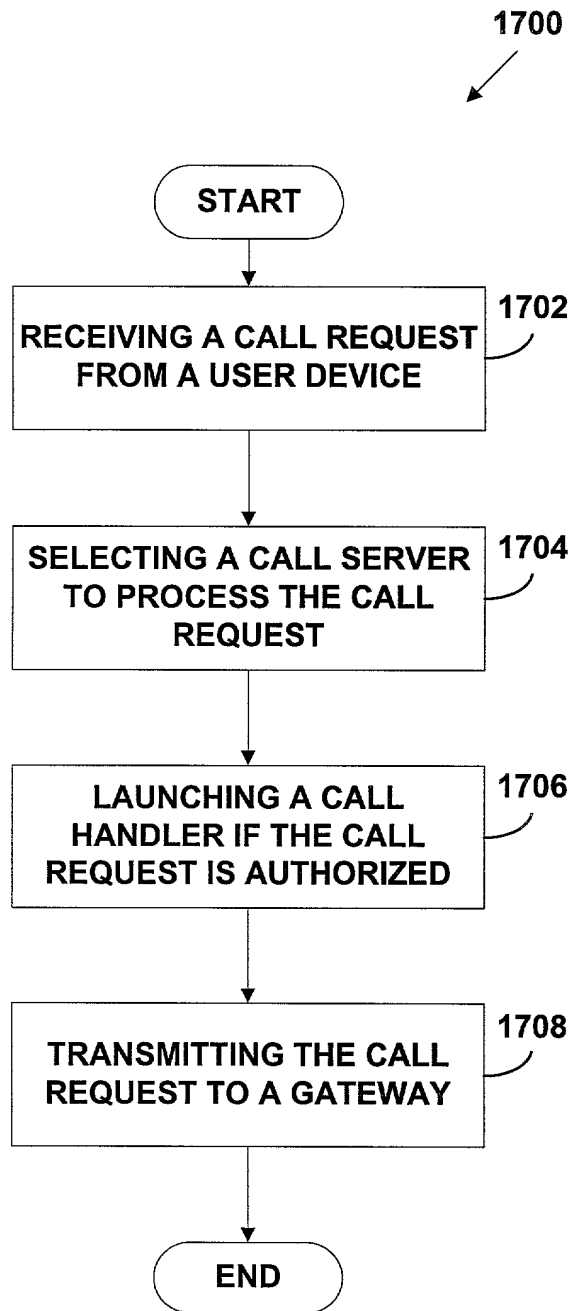 1700
START
RECEIVING A CALL REQUEST
FROM A USER DEVICE
1702
SELECTING A CALL SERVER
TO PROCESS THE CALL
REQUEST
1704
LAUNCHING A CALL
HANDLER IF THE CALL
REQUEST IS AUTHORIZED
1706
TRANSMITTING THE CALL
REQUEST TO A GATEWAY
1708
END